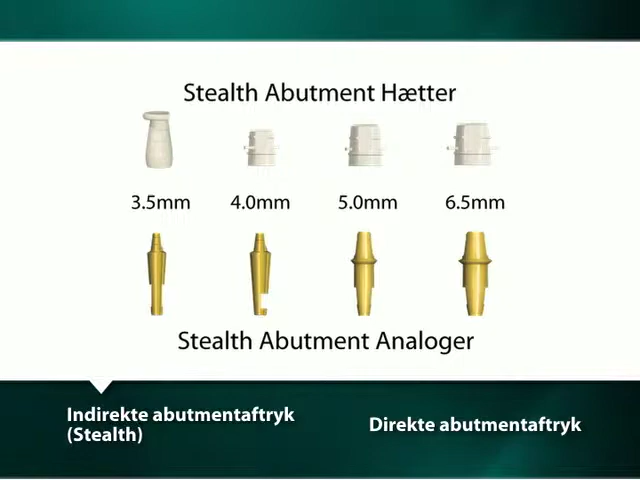 Stealth Abutment Hætter
3.5mm 4.0mm 5.0mm 6.5mm
Stealth Abutment Analoger
Indirekte abutmentaftryk
(Stealth)
Direkte abutmentaftryk